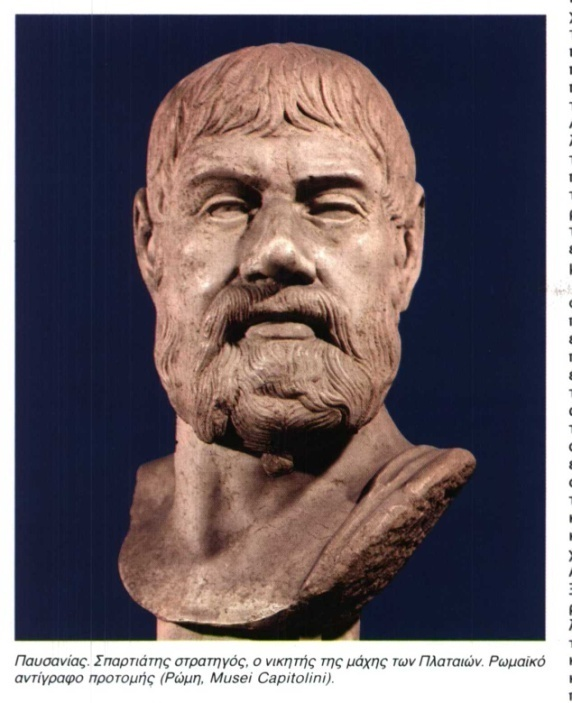 Παυσανίας. Σπαρτιάτης στρατηγός, ο νικητής της μάχης των Πλαταιών. Ρωμαϊκό
αντίγραφο προτομής (Ρώμη, Musei Capitolini).